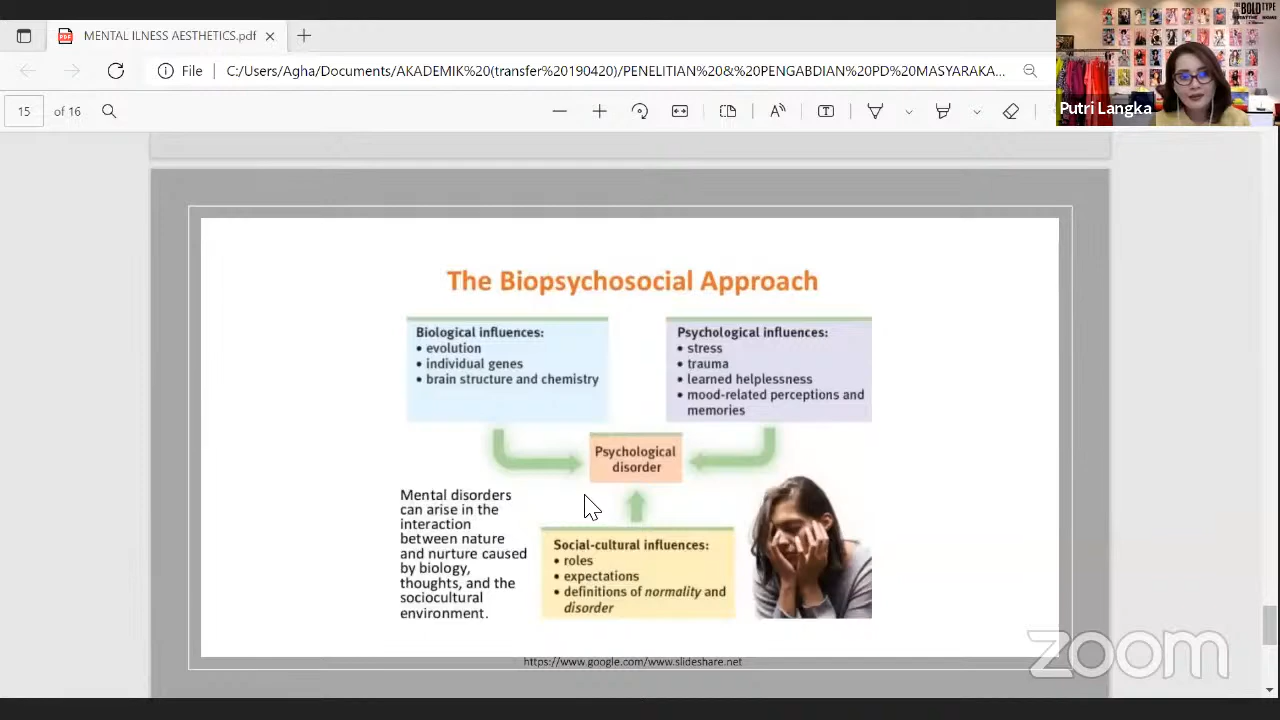 MENTAL ILNESS AESTHETICS.pdf
File
C:/Users/Agha/Documents/AKADEMIK%20(transfer%20190420)/PENELITIAN%20&%20PENGABDIAN%20PD%20MASYARAKA...
15 of 16
THE BOLD TYPE
Putri Langka
The Biopsychosocial Approach
Biological influences:
• evolution
• individual genes
• brain structure and chemistry
Psychological influences:
• stress
• trauma
• learned helplessness
• mood-related perceptions and
memories
Psychological
disorder
Mental disorders
can arise in the
interaction
between nature
and nurture caused
by biology,
thoughts, and the
sociocultural
environment.
Social-cultural influences:
• roles
• expectations
• definitions of normality and
disorder
https://www.google.com/www.slideshare.net
zoom